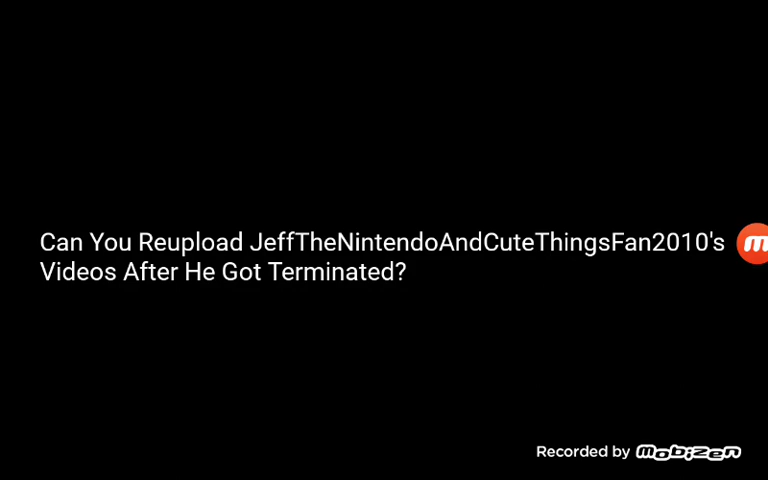 Can You Reupload JeffTheNintendoAndCuteThingsFan2010's
Videos After He Got Terminated?
m
Recorded by mobizen